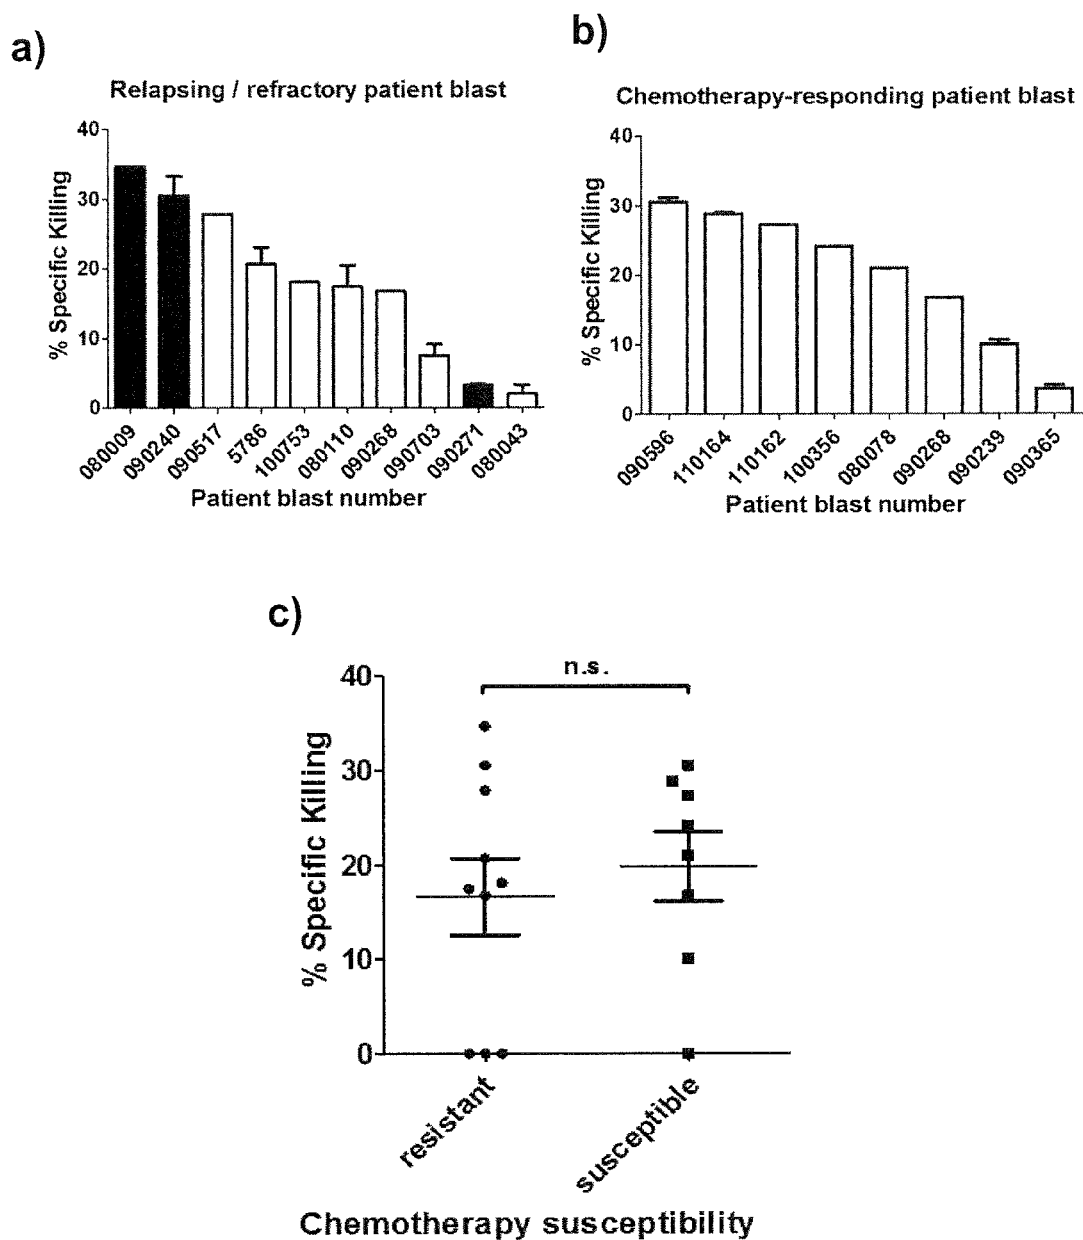 a)
Relapsing / refractory patient blast
% Specific Killing
40
30
20
10
0
080009
090240
090517
5786
100753
080110
090268
090703
090271
080043
Patient blast number
b)
Chemotherapy-responding patient blast
% Specific Killing
40
30
20
10
0
090596
110164
110162
100356
080078
090268
090239
090365
Patient blast number
c)
n.s.
% Specific Killing
40
30
20
10
0
resistant
susceptible
Chemotherapy susceptibility